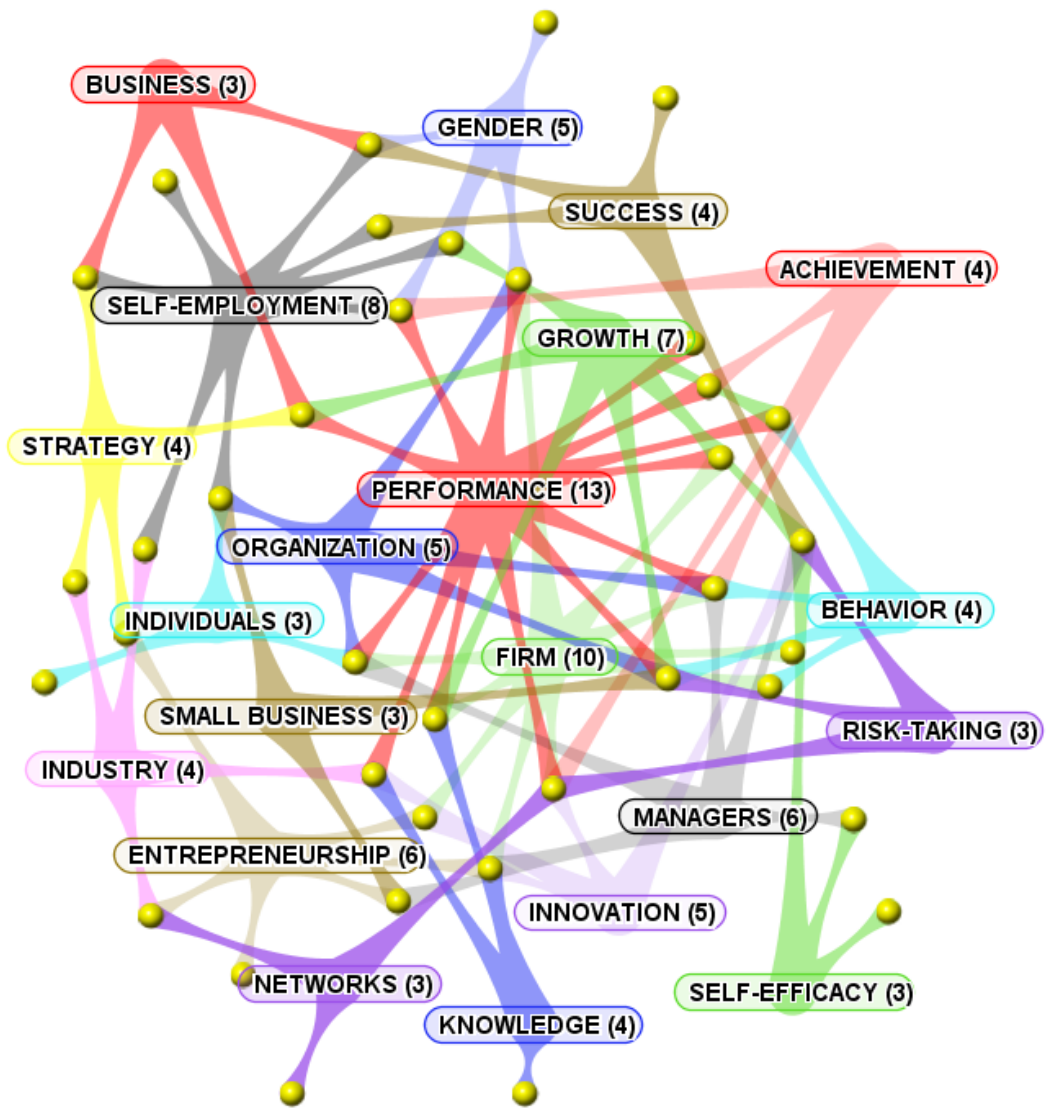 BUSINESS (3)
GENDER (5)
SUCCESS (4)
ACHIEVEMENT (4)
SELF-EMPLOYMENT (8)
GROWTH (7)
STRATEGY (4)
PERFORMANCE (13)
ORGANIZATION (5)
INDIVIDUALS (3)
BEHAVIOR (4)
FIRM (10)
SMALL BUSINESS (3)
RISK-TAKING (3)
INDUSTRY (4)
MANAGERS (6)
ENTREPRENEURSHIP (6)
INNOVATION (5)
NETWORKS (3)
SELF-EFFICACY (3)
KNOWLEDGE (4)